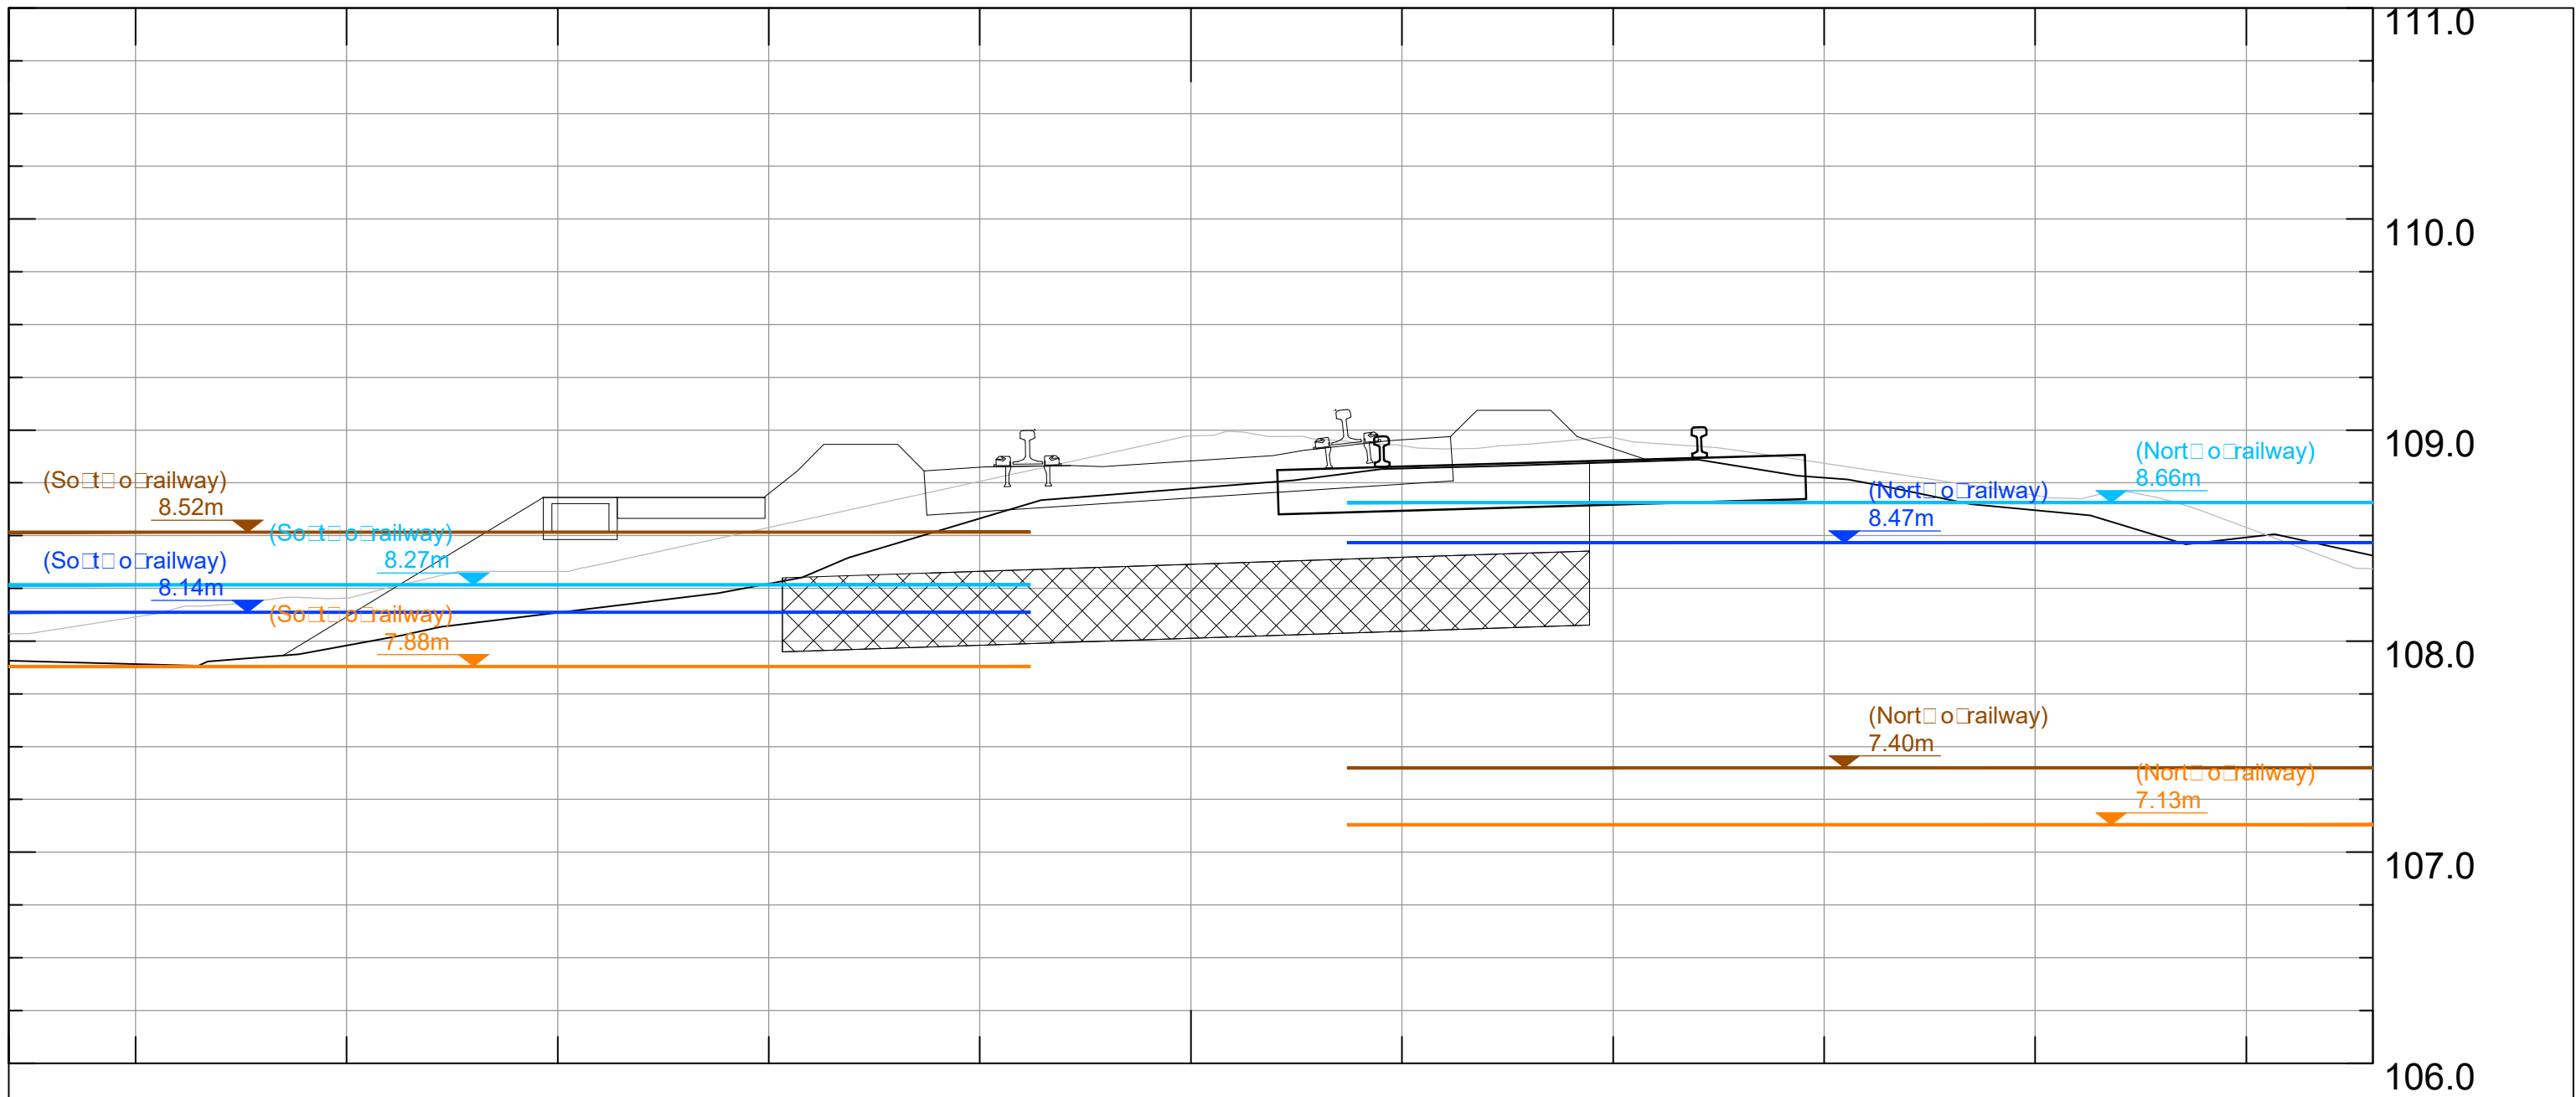 111.0
110.0
109.0
(So□t□o□railway)
8.52m
(So□t□o□railway)
8.27m
(So□t□o□railway)
8.14m
(So□t□o□railway)
7.88m
(Nort□o□railway)
8.66m
(Nort□o□railway)
8.47m
108.0
(Nort□o□railway)
7.40m
(Nort□o□railway)
7.13m
107.0
106.0